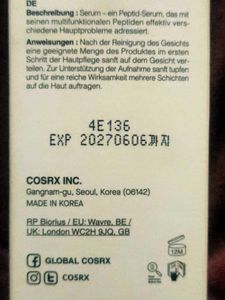 DE
Beschreibung : Serum – ein Peptid-Serum, das mit
seinen multifunktionalen Peptiden effektiv ver-
schiedene Hauptprobleme adressiert.
Anweisungen : Nach der Reinigung des Gesichts
eine geeignete Menge des Produktes im ersten
Schritt der Hautpflege sanft auf dem Gesicht vertei-
len. Zur Unterstützung der Aufnahme sanft tupfen
und für eine reiche Wirksamkeit mehrere Schichten
auf die Haut auftragen.
4E136
EXP 20270606까지
COSRX INC.
Gangnam-gu, Seoul, Korea (06142)
MADE IN KOREA
RP Biorius / EU: Wavre, BE /
UK: London WC2H 9JQ, GB
GLOBAL COSRX
COSRX
12M